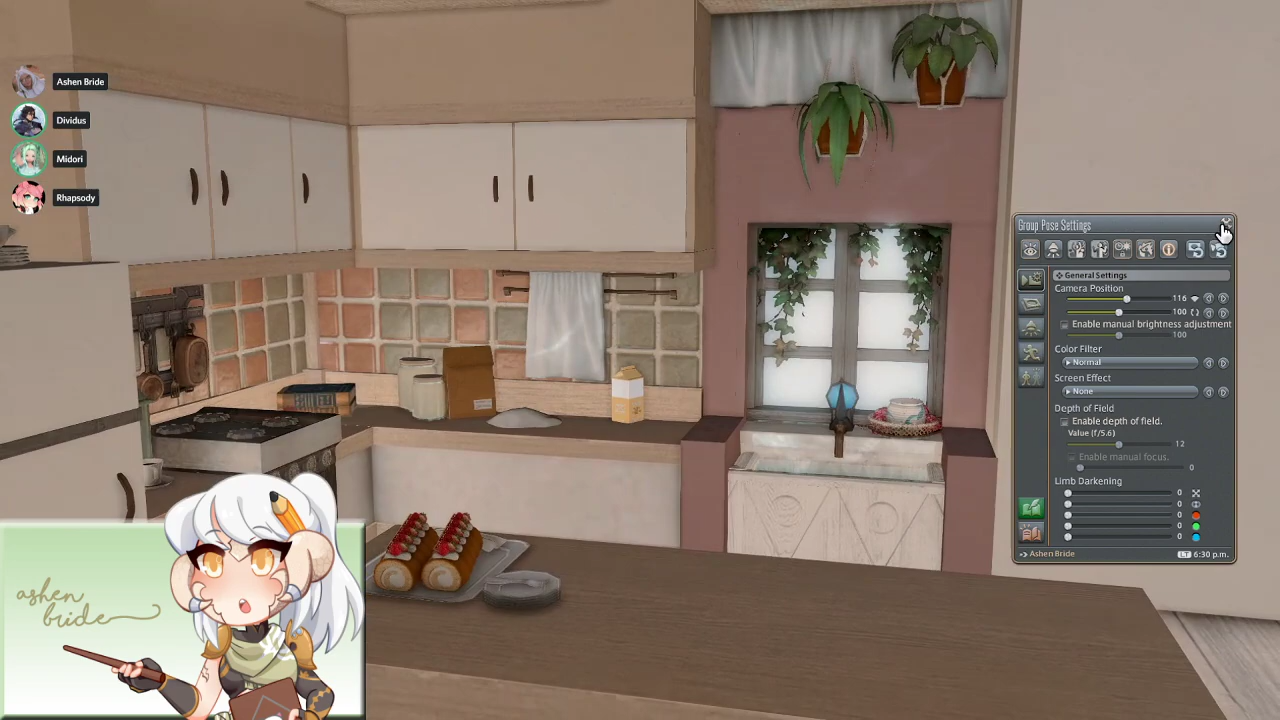 Ashen Bride
Dividus
Midori
Rhapsody
Group Pose Settings
General Settings
Camera Position
116
100
Enable manual brightness adjustment
100
Color Filter
Normal
Screen Effect
None
Depth of Field
Enable depth of field.
Value (f/5.6)
12
Enable manual focus.
0
Limb Darkening
0
0
0
0
0
Ashen Bride
LT 6:30 p.m.
ashen
bride